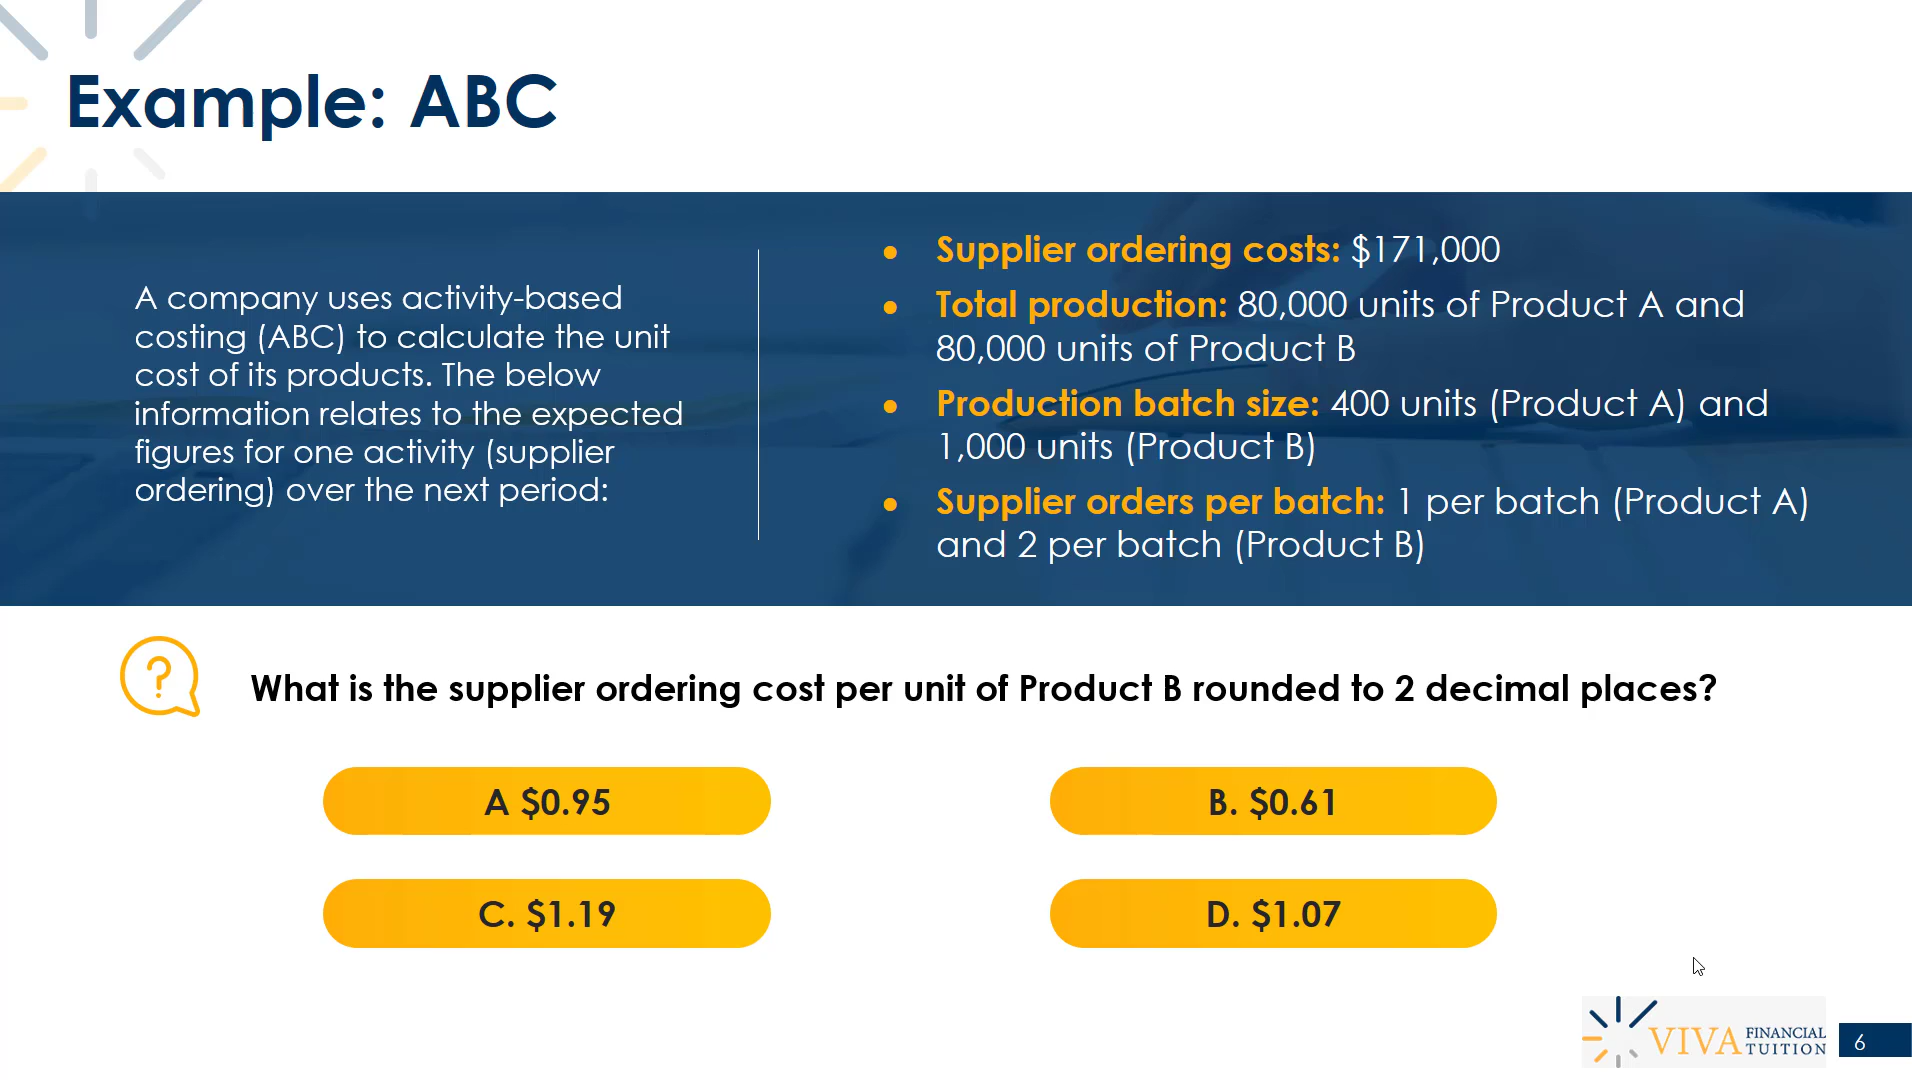 Example: ABC
A company uses activity-based
costing (ABC) to calculate the unit
cost of its products. The below
information relates to the expected
figures for one activity (supplier
ordering) over the next period:
● Supplier ordering costs: $171,000
● Total production: 80,000 units of Product A and
80,000 units of Product B
● Production batch size: 400 units (Product A) and
1,000 units (Product B)
● Supplier orders per batch: 1 per batch (Product A)
and 2 per batch (Product B)
?
What is the supplier ordering cost per unit of Product B rounded to 2 decimal places?
A $0.95
B. $0.61
C. $1.19
D. $1.07
VIVA FINANCIAL
TUITION
6